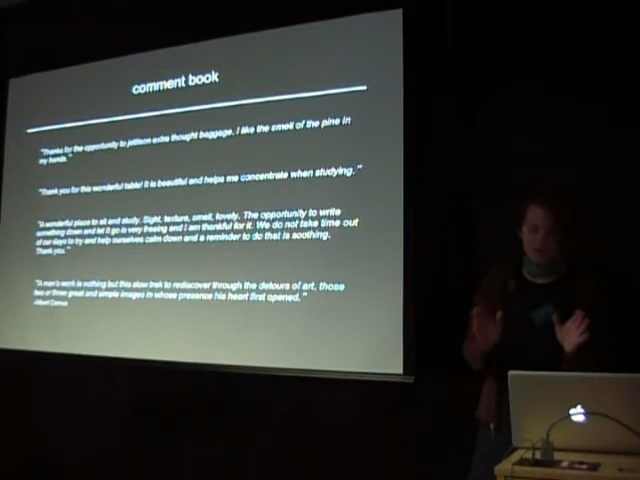 comment book
"Thanks for the opportunity to jettison extra thought baggage. I like the smell of the pine in
my hands."
"Thank you for this wonderful table! It is beautiful and helps me concentrate when studying."
"A wonderful place to sit and study. Sight, texture, smell, lovely. The opportunity to write
something down and let it go is very freeing and I am thankful for it. We do not take time out
of our days to try and help ourselves calm down and a reminder to do that is soothing.
Thank you."
"A man's work is nothing but this slow trek to rediscover through the detours of art, those
two or three great and simple images in whose presence his heart first opened."
Albert Camus